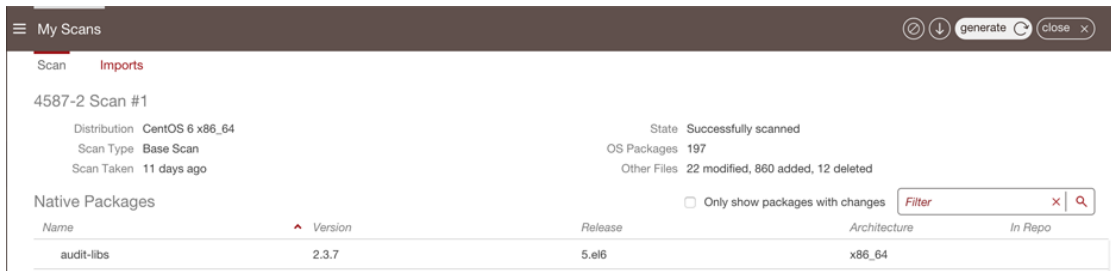 My Scans generate close
Scan Imports
4587-2 Scan #1
Distribution CentOS 6 x86_64 State Successfully scanned
Scan Type Base Scan OS Packages 197
Scan Taken 11 days ago Other Files 22 modified, 860 added, 12 deleted
Native Packages Only show packages with changes Filter
Name Version Release Architecture In Repo
audit-libs 2.3.7 5.el6 x86_64